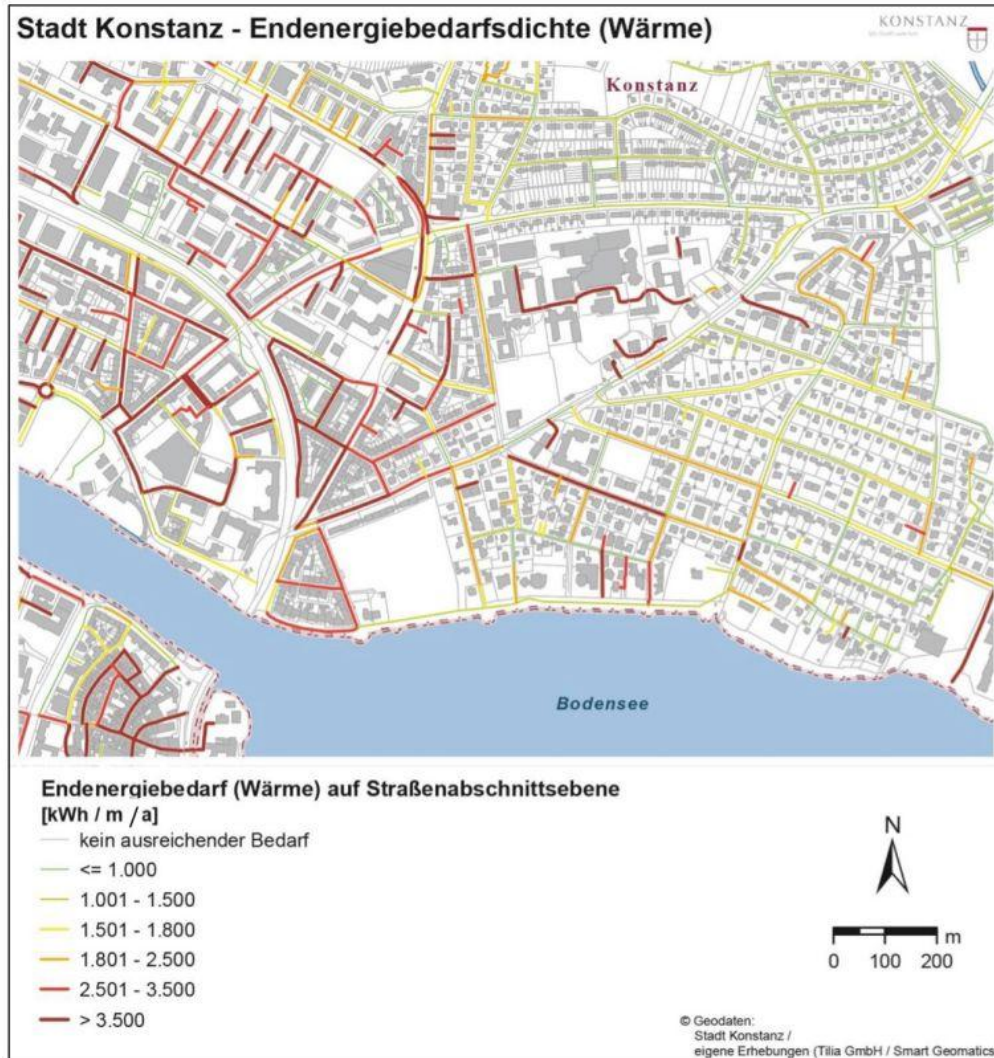 Stadt Konstanz - Endenergiebedarfsdichte (Wärme)
KONSTANZ
Konstanz
Bodensee
Endenergiebedarf (Wärme) auf Straßenabschnittsebene
[kWh / m / a]
kein ausreichender Bedarf
<= 1.000
1.001 - 1.500
1.501 - 1.800
1.801 - 2.500
2.501 - 3.500
> 3.500
N
m
0 100 200
© Geodaten:
Stadt Konstanz /
eigene Erhebungen (Tilia GmbH / Smart Geomatics